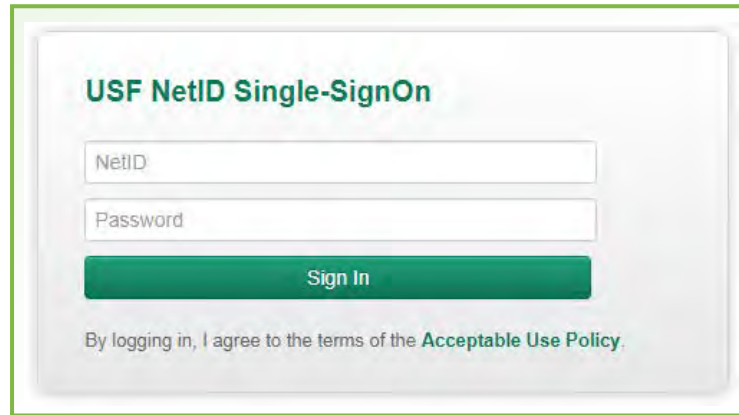 USF NetID Single-SignOn
NetID
Password
Sign In
By logging in, I agree to the terms of the Acceptable Use Policy.